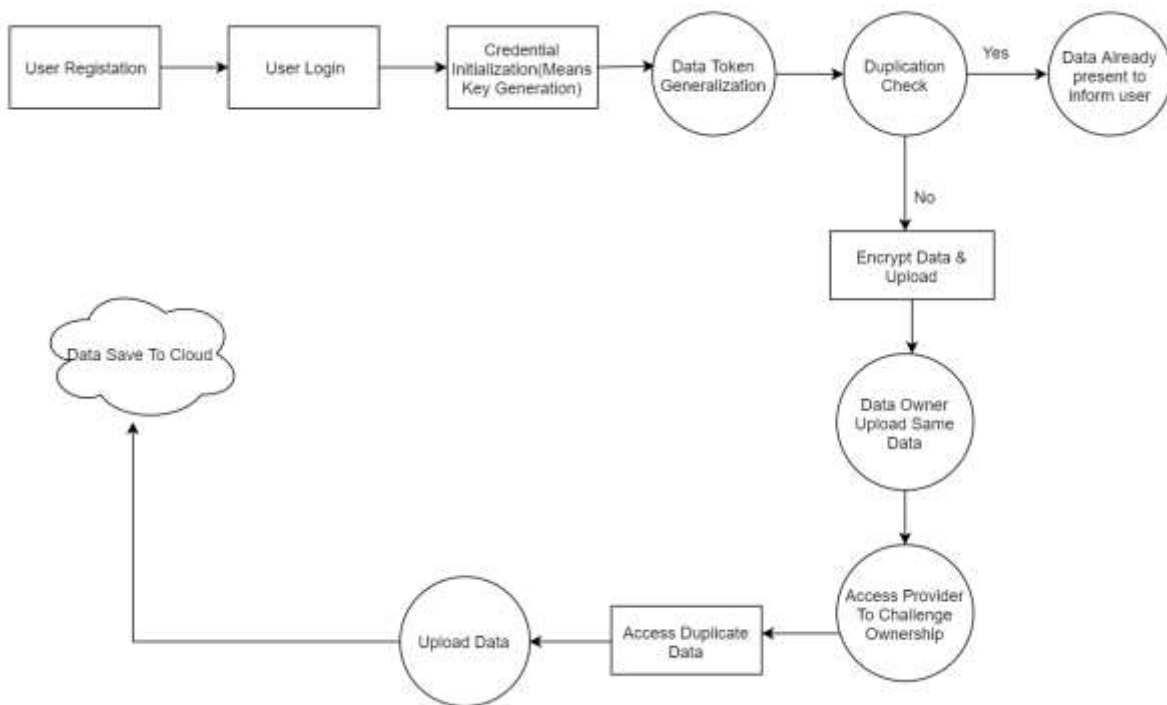 User Registation
User Login
Credential
Initialization(Means
Key Generation)
Data Token
Generalization
Duplication
Check
Yes
Data Already
present to
inform user
No
Encrypt Data &
Upload
Data Save To Cloud
Data Owner
Upload Same
Data
Access Provider
To Challenge
Ownership
Access Duplicate
Data
Upload Data